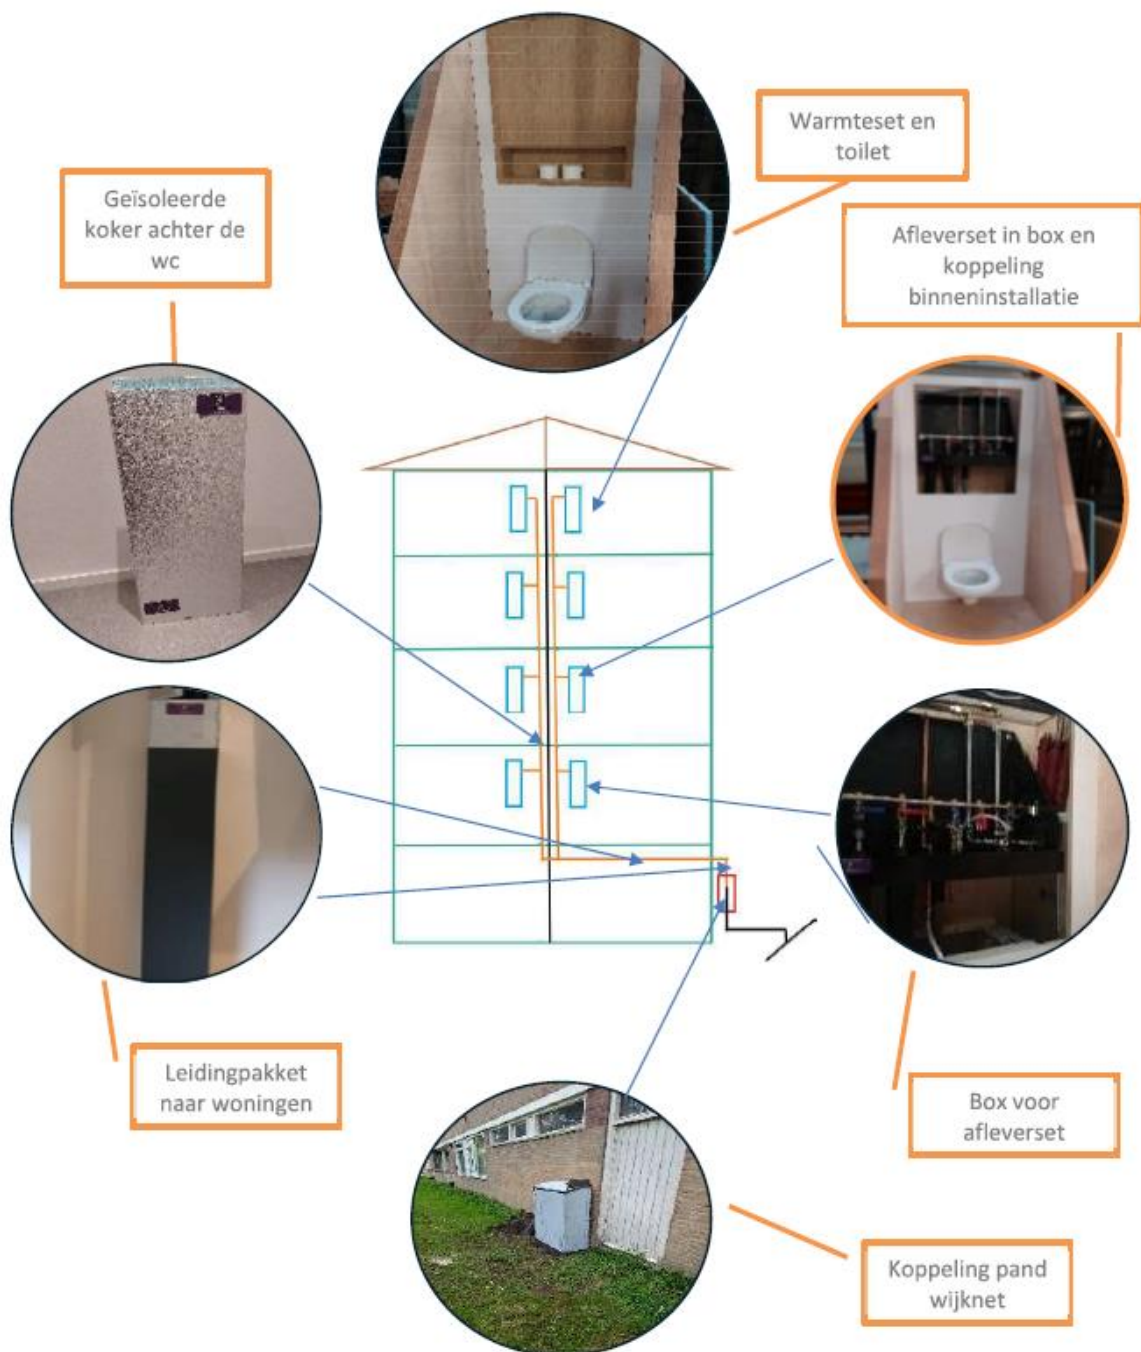 Warmteset en
toilet
Geïsoleerde
koker achter de
wc
Afleverset in box en
koppeling
binneninstallatie
Leidingpakket
naar woningen
Box voor
afleverset
Koppeling pand
wijknet